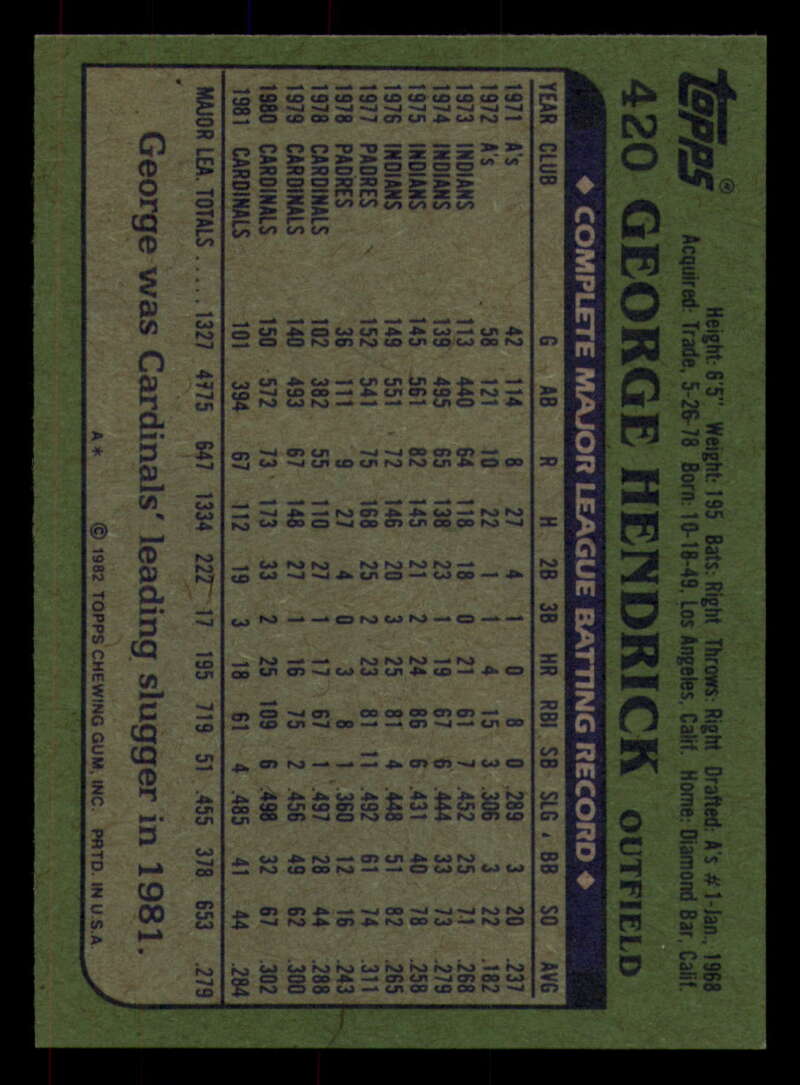 Topps®
Height: 6'5" Weight: 195 Bats: Right Throws: Right Drafted: A's #1-Jan., 1968
Acquired: Trade, 5-26-78 Born: 10-18-49, Los Angeles, Calif. Home: Diamond Bar, Calif.
420 GEORGE HENDRICK OUTFIELD
◆ COMPLETE MAJOR LEAGUE BATTING RECORD ◆
YEAR CLUB G AB R H 2B 3B HR RBI SB SLG. BB SO AVG
1971 A's 42 114 8 27 4 1 0 8 0 .289 3 20 .237
1972 A's 58 121 10 22 1 1 4 15 3 .306 3 22 .182
1973 INDIANS 113 440 64 118 18 0 21 61 7 .452 25 71 .268
1974 INDIANS 139 495 65 138 23 1 19 67 6 .444 33 73 .279
1975 INDIANS 145 561 82 145 21 2 24 86 6 .431 40 78 .258
1976 INDIANS 149 551 72 146 20 3 25 81 4 .448 51 82 .265
1977 PADRES 152 541 75 168 25 2 23 81 11 .492 61 74 .311
1978 PADRES 36 111 9 27 4 0 3 8 1 .360 12 16 .243
1978 CARDINALS 102 382 55 110 27 1 17 67 1 .497 28 44 .288
1979 CARDINALS 140 493 67 148 27 1 16 75 2 .456 49 62 .300
1980 CARDINALS 150 572 73 173 33 2 25 109 6 .498 32 67 .302
1981 CARDINALS 101 394 67 112 19 3 18 61 4 .485 41 44 .284
MAJOR LEA. TOTALS ..... 1327 4775 647 1334 222 17 195 719 51 .455 378 653 .279
George was Cardinals' leading slugger in 1981.
A* © 1982 TOPPS CHEWING GUM, INC. PRTD. IN U.S.A.